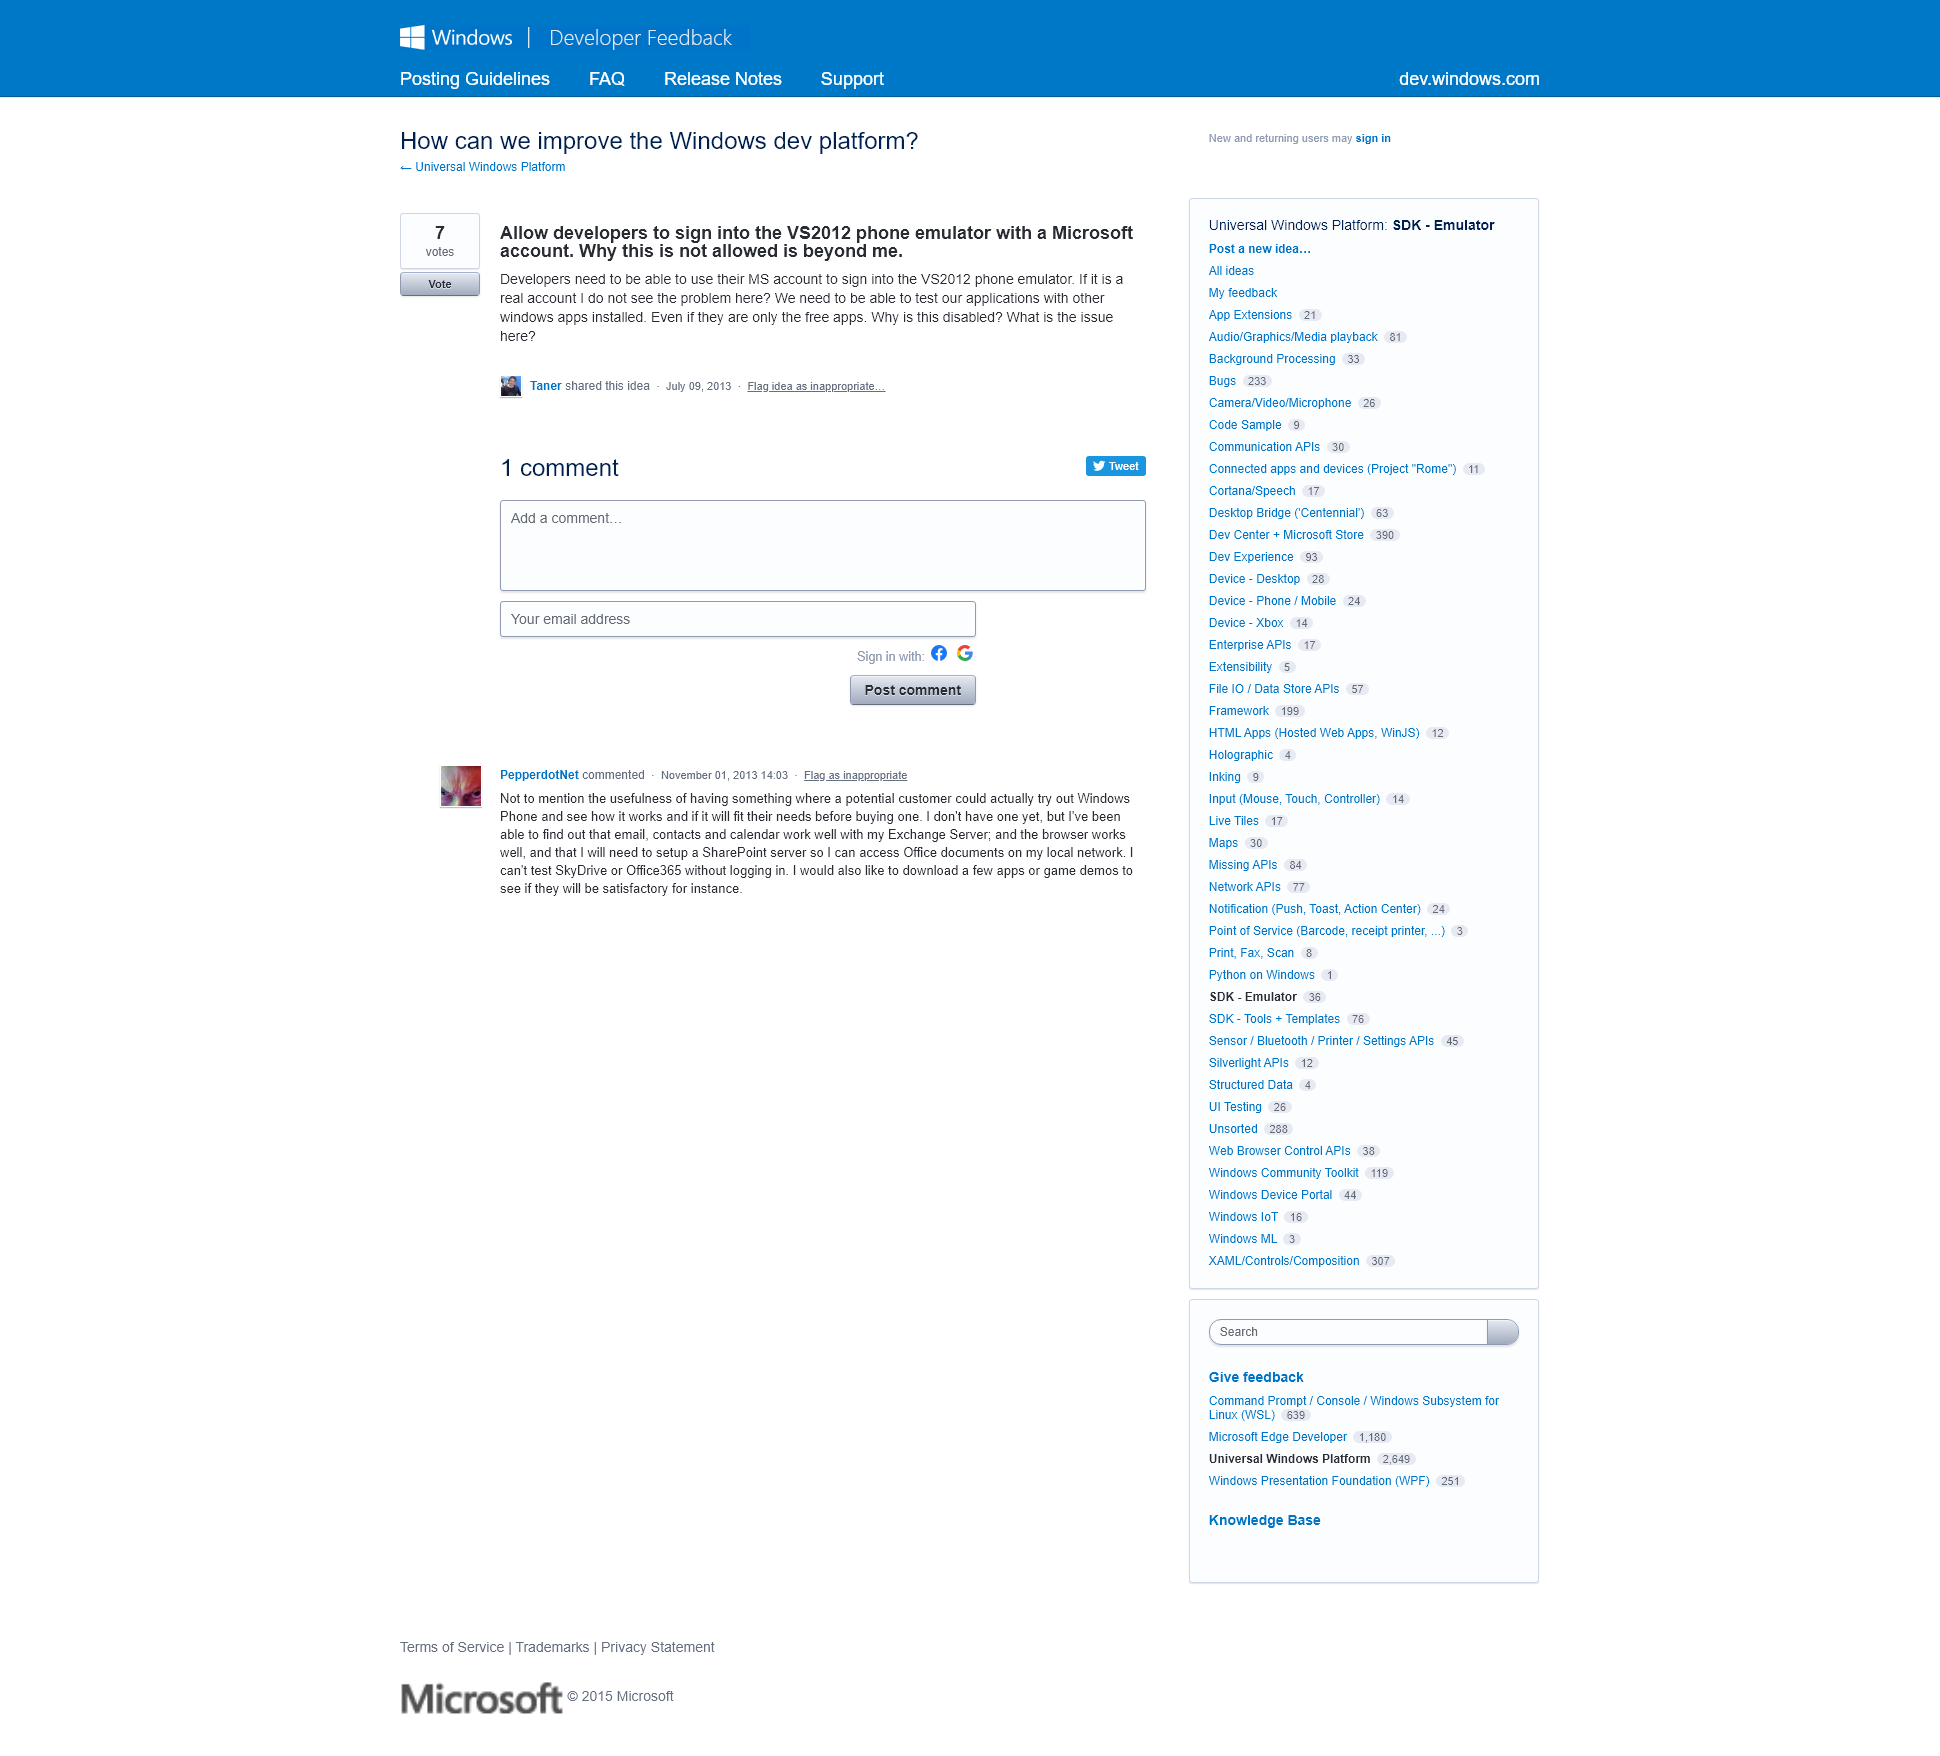 Windows | Developer Feedback
Posting Guidelines FAQ Release Notes Support dev.windows.com
How can we improve the Windows dev platform?
← Universal Windows Platform
New and returning users may sign in
7
votes
Vote
Allow developers to sign into the VS2012 phone emulator with a Microsoft
account. Why this is not allowed is beyond me.
Developers need to be able to use their MS account to sign into the VS2012 phone emulator. If it is a
real account I do not see the problem here? We need to be able to test our applications with other
windows apps installed. Even if they are only the free apps. Why is this disabled? What is the issue
here?
Taner shared this idea · July 09, 2013 · Flag idea as inappropriate…
1 comment
Tweet
Add a comment…
Your email address
Sign in with:
Post comment
PepperdotNet commented · November 01, 2013 14:03 · Flag as inappropriate
Not to mention the usefulness of having something where a potential customer could actually try out Windows
Phone and see how it works and if it will fit their needs before buying one. I don't have one yet, but I've been
able to find out that email, contacts and calendar work well with my Exchange Server; and the browser works
well, and that I will need to setup a SharePoint server so I can access Office documents on my local network. I
can't test SkyDrive or Office365 without logging in. I would also like to download a few apps or game demos to
see if they will be satisfactory for instance.
Universal Windows Platform: SDK - Emulator
Post a new idea…
All ideas
My feedback
App Extensions 21
Audio/Graphics/Media playback 81
Background Processing 33
Bugs 233
Camera/Video/Microphone 26
Code Sample 9
Communication APIs 30
Connected apps and devices (Project "Rome") 11
Cortana/Speech 17
Desktop Bridge ('Centennial') 63
Dev Center + Microsoft Store 390
Dev Experience 93
Device - Desktop 28
Device - Phone / Mobile 24
Device - Xbox 14
Enterprise APIs 17
Extensibility 5
File IO / Data Store APIs 57
Framework 199
HTML Apps (Hosted Web Apps, WinJS) 12
Holographic 4
Inking 9
Input (Mouse, Touch, Controller) 14
Live Tiles 17
Maps 30
Missing APIs 84
Network APIs 77
Notification (Push, Toast, Action Center) 24
Point of Service (Barcode, receipt printer, ...) 3
Print, Fax, Scan 8
Python on Windows 1
SDK - Emulator 36
SDK - Tools + Templates 76
Sensor / Bluetooth / Printer / Settings APIs 45
Silverlight APIs 12
Structured Data 4
UI Testing 26
Unsorted 288
Web Browser Control APIs 38
Windows Community Toolkit 119
Windows Device Portal 44
Windows IoT 16
Windows ML 3
XAML/Controls/Composition 307
Search
Give feedback
Command Prompt / Console / Windows Subsystem for
Linux (WSL) 639
Microsoft Edge Developer 1,180
Universal Windows Platform 2,649
Windows Presentation Foundation (WPF) 251
Knowledge Base
Terms of Service | Trademarks | Privacy Statement
Microsoft © 2015 Microsoft